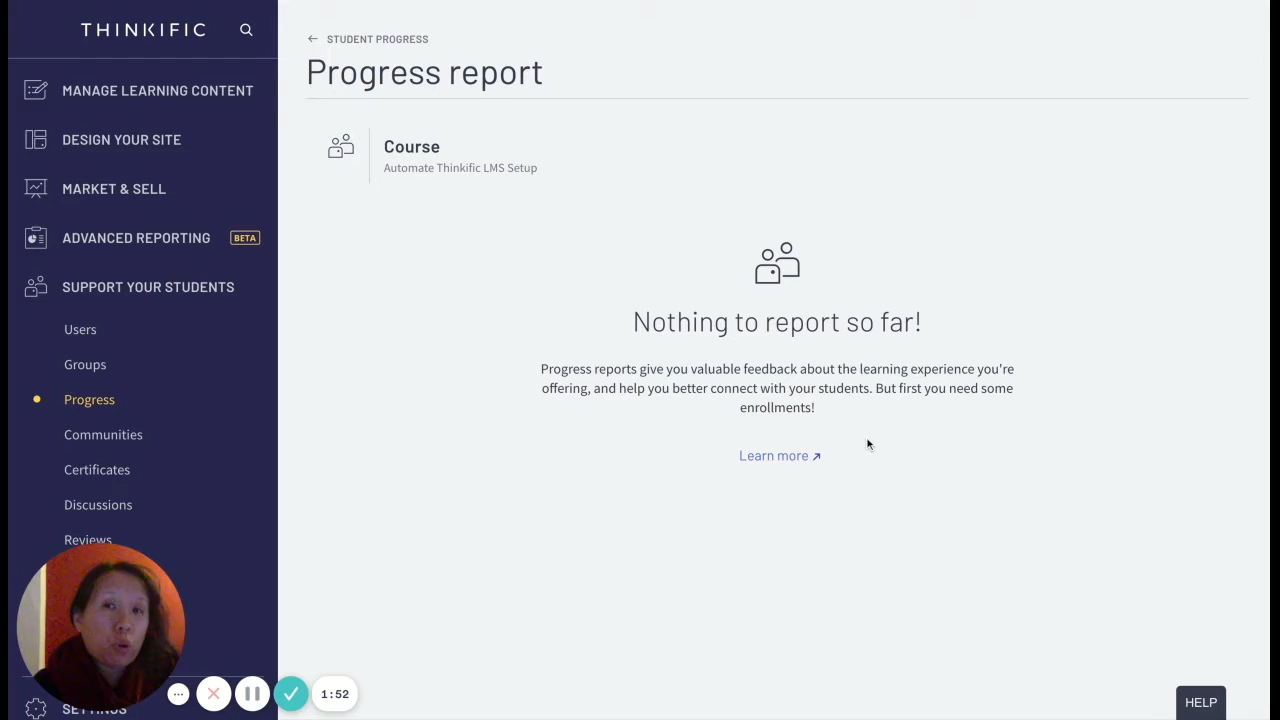 THINKIFIC
MANAGE LEARNING CONTENT
DESIGN YOUR SITE
MARKET & SELL
ADVANCED REPORTING BETA
SUPPORT YOUR STUDENTS
Users
Groups
Progress
Communities
Certificates
Discussions
Reviews
SETTINGS
1:52
← STUDENT PROGRESS
Progress report
Course
Automate Thinkific LMS Setup
Nothing to report so far!
Progress reports give you valuable feedback about the learning experience you're
offering, and help you better connect with your students. But first you need some
enrollments!
Learn more ↗
HELP